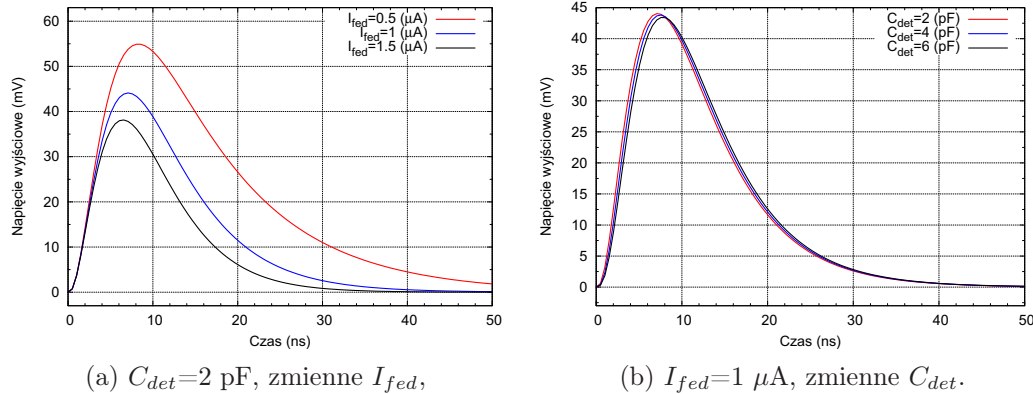 I_fed=0.5 (μA)
I_fed=1 (μA)
I_fed=1.5 (μA)
Napięcie wyjściowe (mV)
60
50
40
30
20
10
0
0 10 20 30 40 50
Czas (ns)
(a) C_det=2 pF, zmienne I_fed,
C_det=2 (pF)
C_det=4 (pF)
C_det=6 (pF)
Napięcie wyjściowe (mV)
45
40
35
30
25
20
15
10
5
0
0 10 20 30 40 50
Czas (ns)
(b) I_fed=1 μA, zmienne C_det.